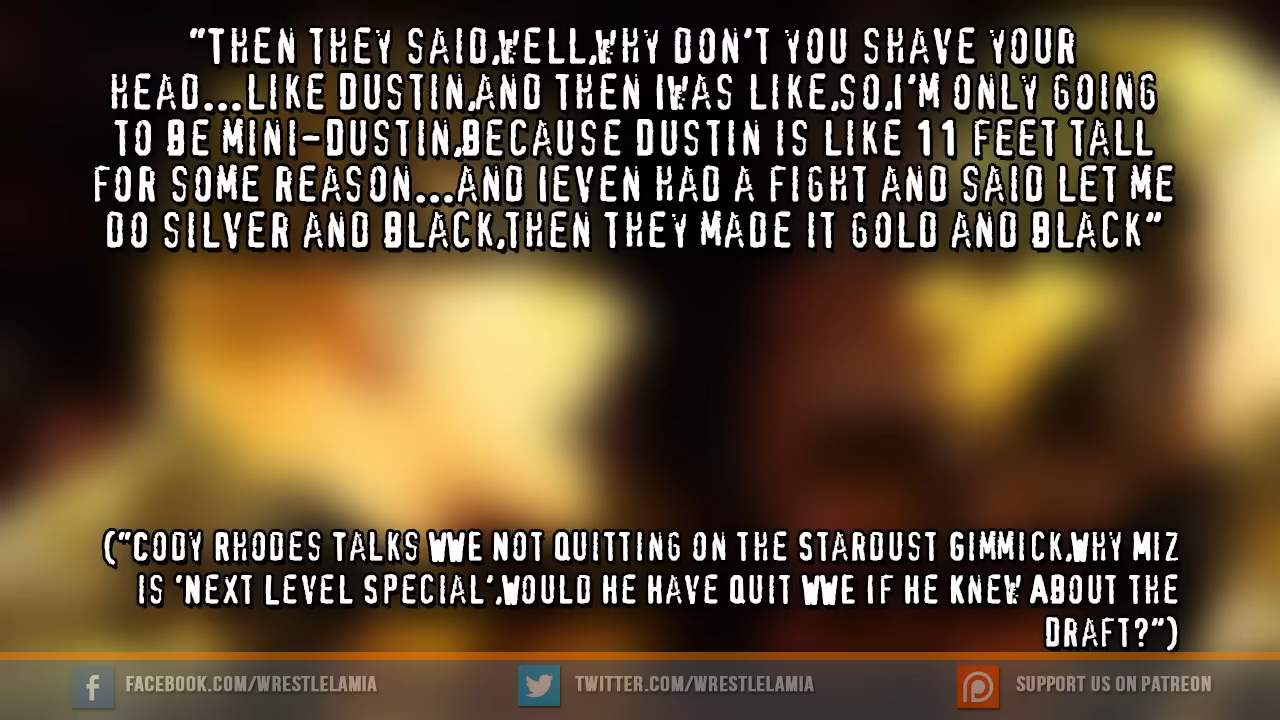 "THEN THEY SAID,WELL,WHY DON'T YOU SHAVE YOUR
HEAD...LIKE DUSTIN,AND THEN IWAS LIKE,SO,I'M ONLY GOING
TO BE MINI-DUSTIN,BECAUSE DUSTIN IS LIKE 11 FEET TALL
FOR SOME REASON...AND IEVEN HAD A FIGHT AND SAID LET ME
DO SILVER AND BLACK,THEN THEY MADE IT GOLD AND BLACK"
("CODY RHODES TALKS WWE NOT QUITTING ON THE STARDUST GIMMICK,WHY MIZ
IS 'NEXT LEVEL SPECIAL',WOULD HE HAVE QUIT WWE IF HE KNEW ABOUT THE
DRAFT?")
FACEBOOK.COM/WRESTLELAMIA TWITTER.COM/WRESTLELAMIA SUPPORT US ON PATREON